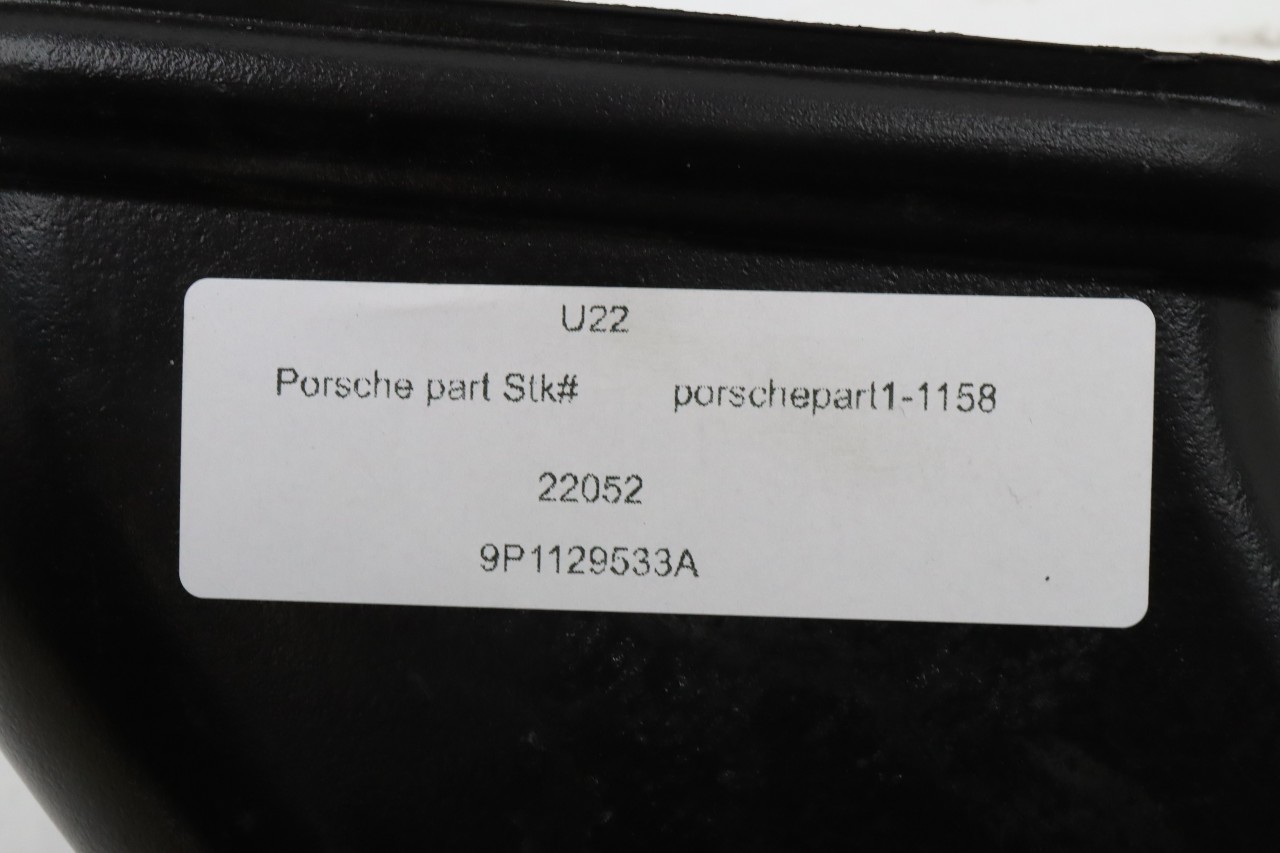 U22
Porsche part Stk# porschepart1-1158
22052
9P1129533A